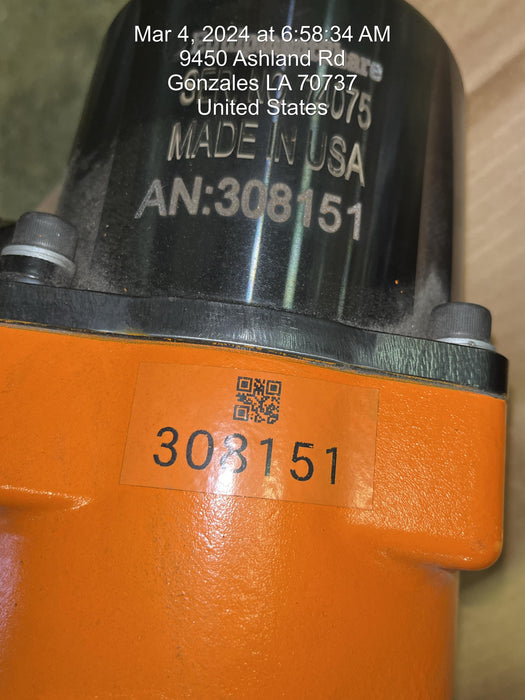 Mar 4, 2024 at 6:58:34 AM
9450 Ashland Rd
Gonzales LA 70737
United States
MADE IN USA
AN:308151
308151